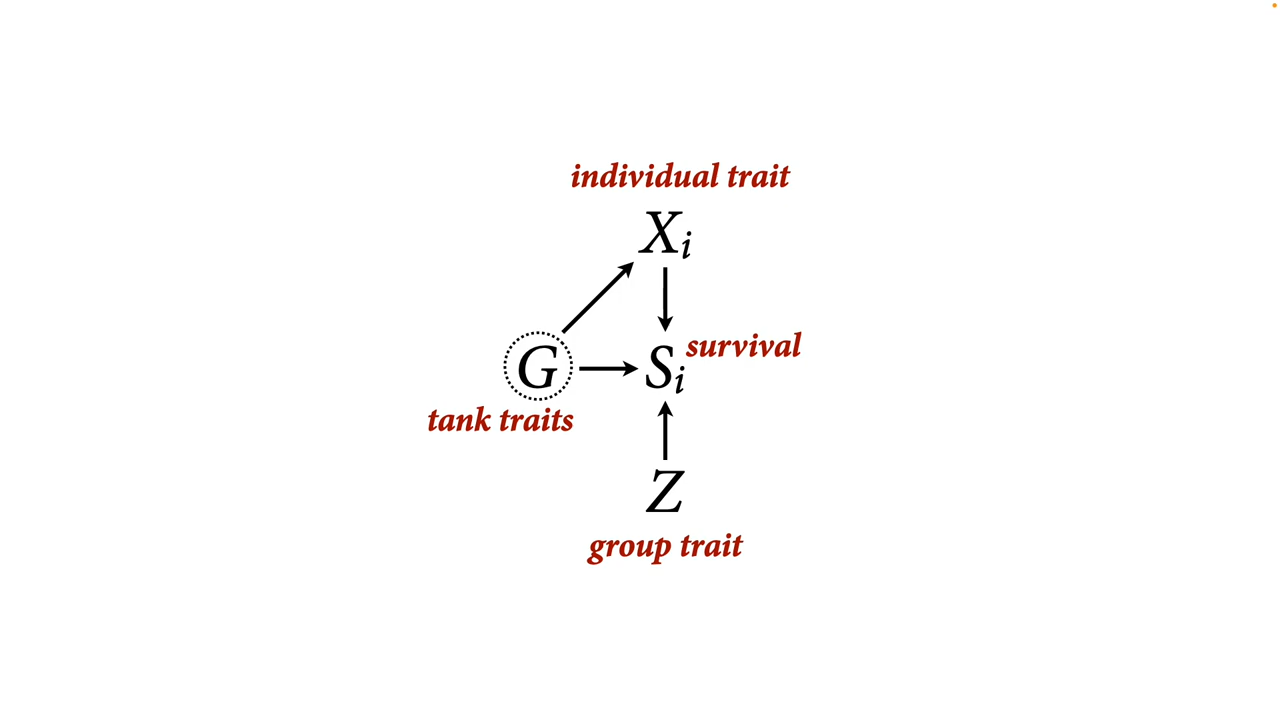 individual trait
Xi
G
Si
survival
tank traits
Z
group trait